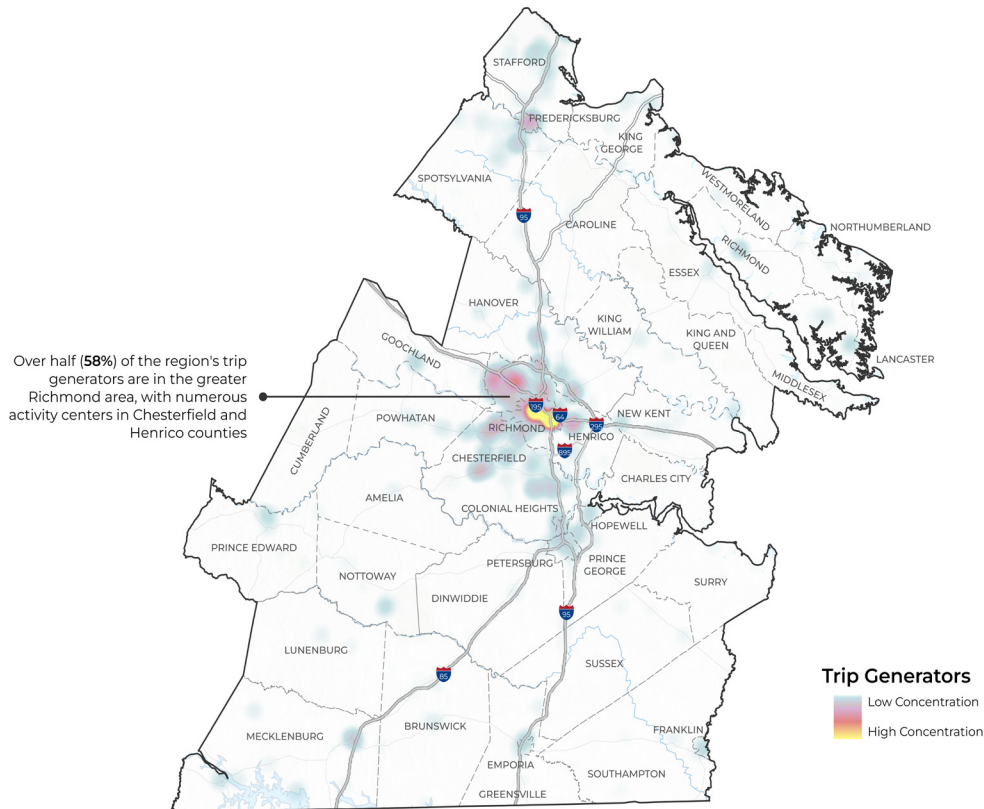 STAFFORD
FREDERICKSBURG
KING
GEORGE
SPOTSYLVANIA
WESTMORELAND
95
CAROLINE
NORTHUMBERLAND
RICHMOND
ESSEX
HANOVER
KING
WILLIAM
KING AND
QUEEN
GOOCHLAND
LANCASTER
MIDDLESEX
Over half (58%) of the region's trip
generators are in the greater
Richmond area, with numerous
activity centers in Chesterfield and
Henrico counties
195
64
295
NEW KENT
POWHATAN
RICHMOND
HENRICO
CUMBERLAND
895
CHESTERFIELD
CHARLES CITY
AMELIA
COLONIAL HEIGHTS
HOPEWELL
PRINCE EDWARD
PETERSBURG
PRINCE
GEORGE
NOTTOWAY
SURRY
DINWIDDIE
95
LUNENBURG
SUSSEX
85
Trip Generators
Low Concentration
High Concentration
MECKLENBURG
BRUNSWICK
FRANKLIN
EMPORIA
SOUTHAMPTON
GREENSVILLE